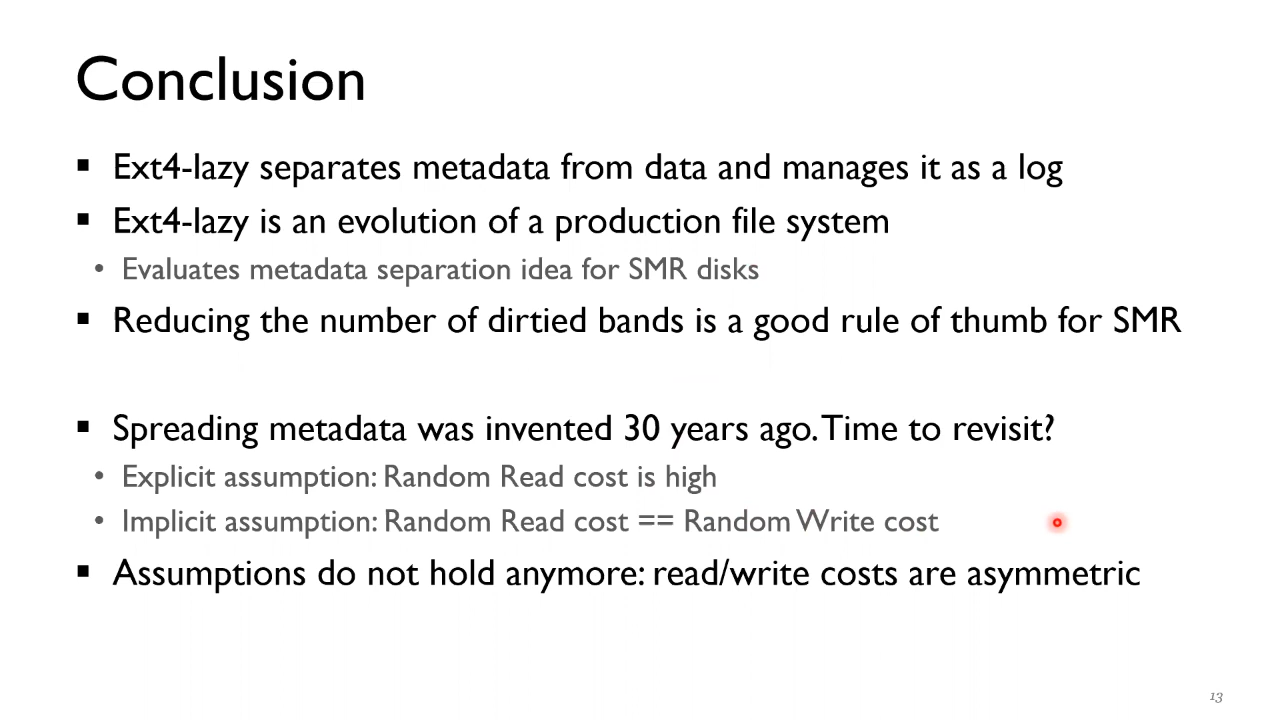 Conclusion
▪ Ext4-lazy separates metadata from data and manages it as a log
▪ Ext4-lazy is an evolution of a production file system
• Evaluates metadata separation idea for SMR disks
▪ Reducing the number of dirtied bands is a good rule of thumb for SMR
▪ Spreading metadata was invented 30 years ago. Time to revisit?
• Explicit assumption: Random Read cost is high
• Implicit assumption: Random Read cost == Random Write cost
▪ Assumptions do not hold anymore: read/write costs are asymmetric
13